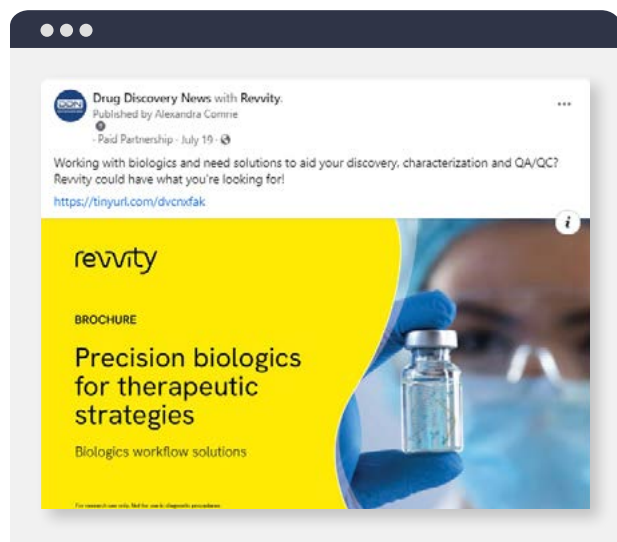 DDN
Drug Discovery News with Revvity.
Published by Alexandra Comrie
- Paid Partnership · July 19 ·
Working with biologics and need solutions to aid your discovery, characterization and QA/QC?
Revvity could have what you're looking for!
https://tinyurl.com/dvcnxfak
i
revvity
BROCHURE
Precision biologics
for therapeutic
strategies
Biologics workflow solutions
For research use only. Not for use in diagnostic procedures.